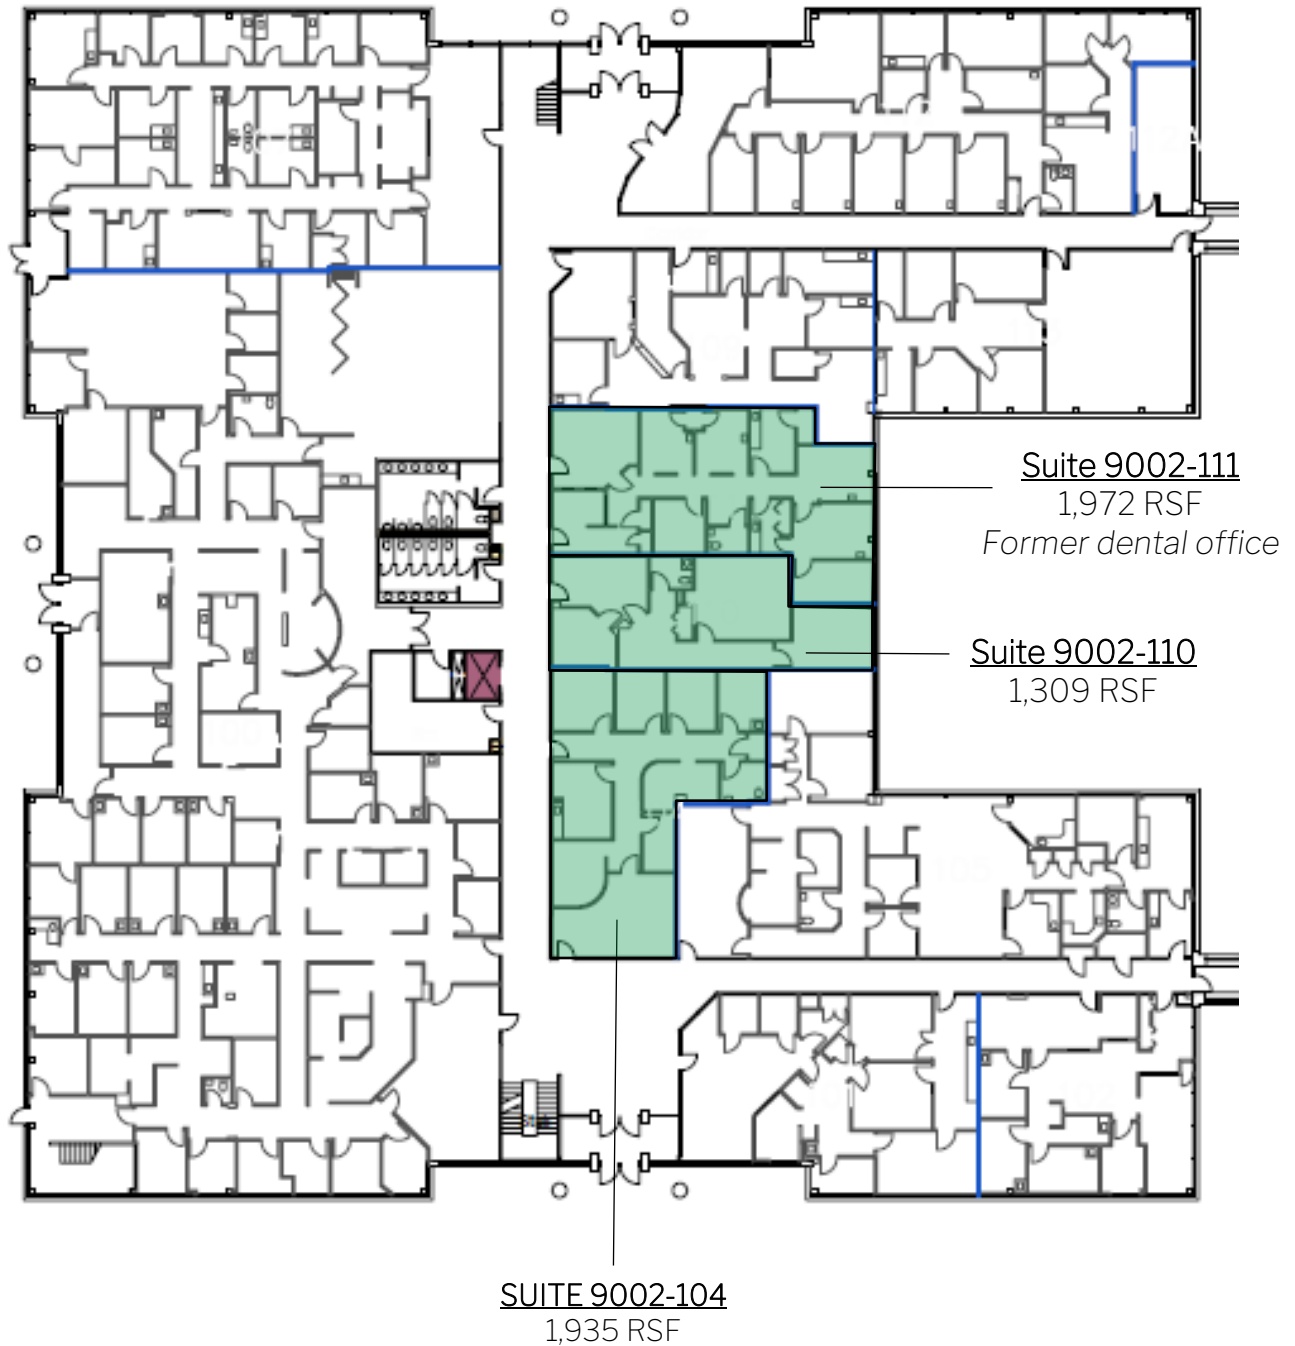 Suite 9002-111
1,972 RSF
Former dental office
Suite 9002-110
1,309 RSF
SUITE 9002-104
1,935 RSF